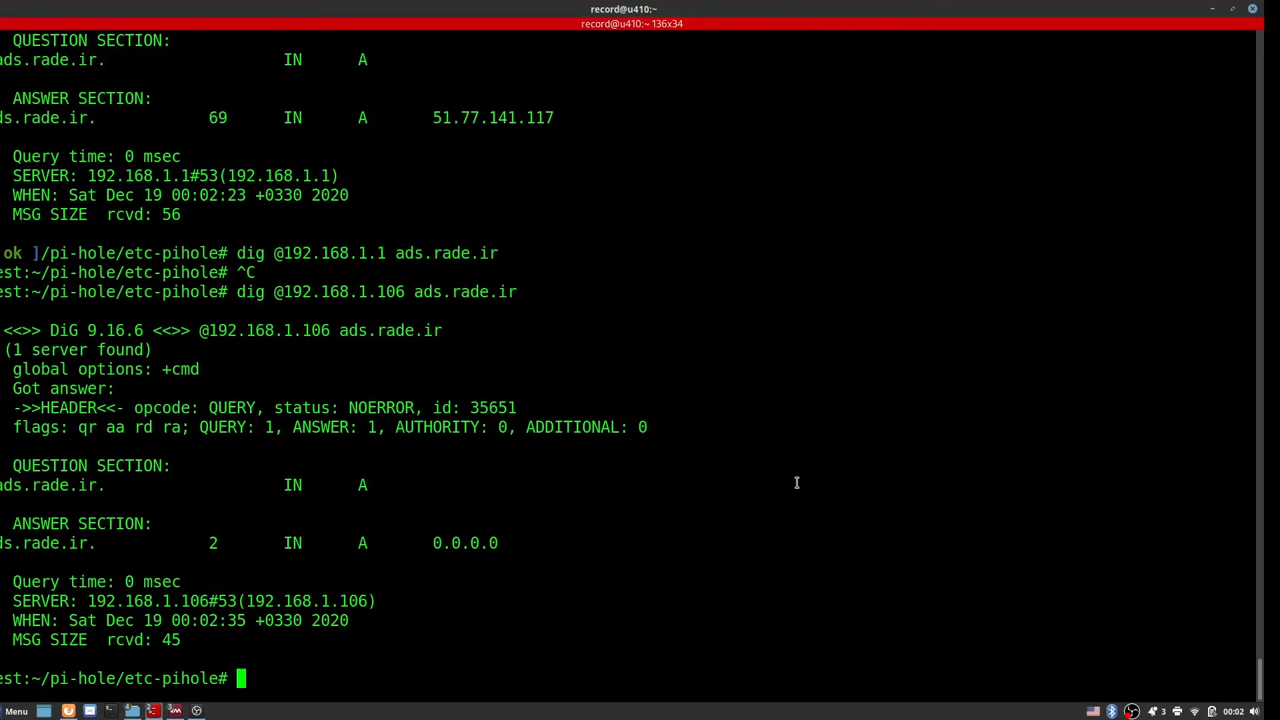 record@u410:~
record@u410:~ 136x34
QUESTION SECTION:
ads.rade.ir. IN A
ANSWER SECTION:
ds.rade.ir. 69 IN A 51.77.141.117
Query time: 0 msec
SERVER: 192.168.1.1#53(192.168.1.1)
WHEN: Sat Dec 19 00:02:23 +0330 2020
MSG SIZE rcvd: 56
ok ]/pi-hole/etc-pihole# dig @192.168.1.1 ads.rade.ir
est:~/pi-hole/etc-pihole# ^C
est:~/pi-hole/etc-pihole# dig @192.168.1.106 ads.rade.ir
<<>> DiG 9.16.6 <<>> @192.168.1.106 ads.rade.ir
(1 server found)
global options: +cmd
Got answer:
->>HEADER<<- opcode: QUERY, status: NOERROR, id: 35651
flags: qr aa rd ra; QUERY: 1, ANSWER: 1, AUTHORITY: 0, ADDITIONAL: 0
QUESTION SECTION:
ads.rade.ir. IN A
ANSWER SECTION:
ds.rade.ir. 2 IN A 0.0.0.0
Query time: 0 msec
SERVER: 192.168.1.106#53(192.168.1.106)
WHEN: Sat Dec 19 00:02:35 +0330 2020
MSG SIZE rcvd: 45
est:~/pi-hole/etc-pihole#
Menu 4 2 3 3 00:02